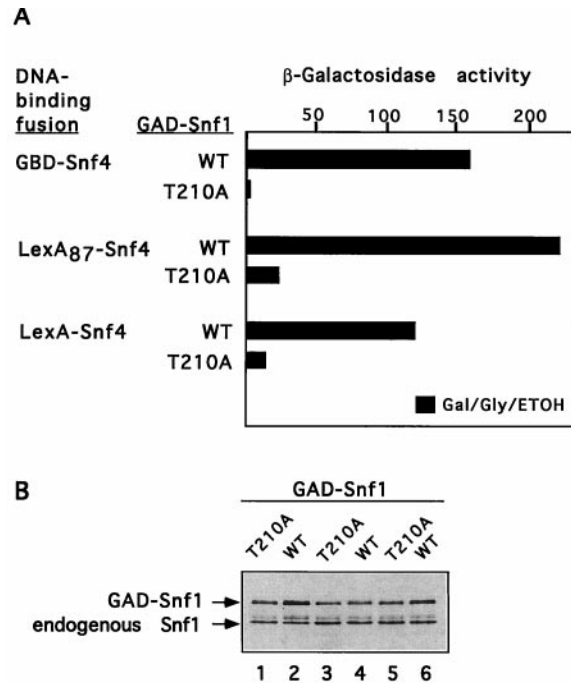 A
DNA-
binding
fusion
GAD-Snf1
β-Galactosidase activity
50 100 150 200
GBD-Snf4 WT
T210A
LexA87-Snf4 WT
T210A
LexA-Snf4 WT
T210A
Gal/Gly/ETOH
B
GAD-Snf1
T210A WT T210A WT T210A WT
GAD-Snf1
endogenous Snf1
1 2 3 4 5 6